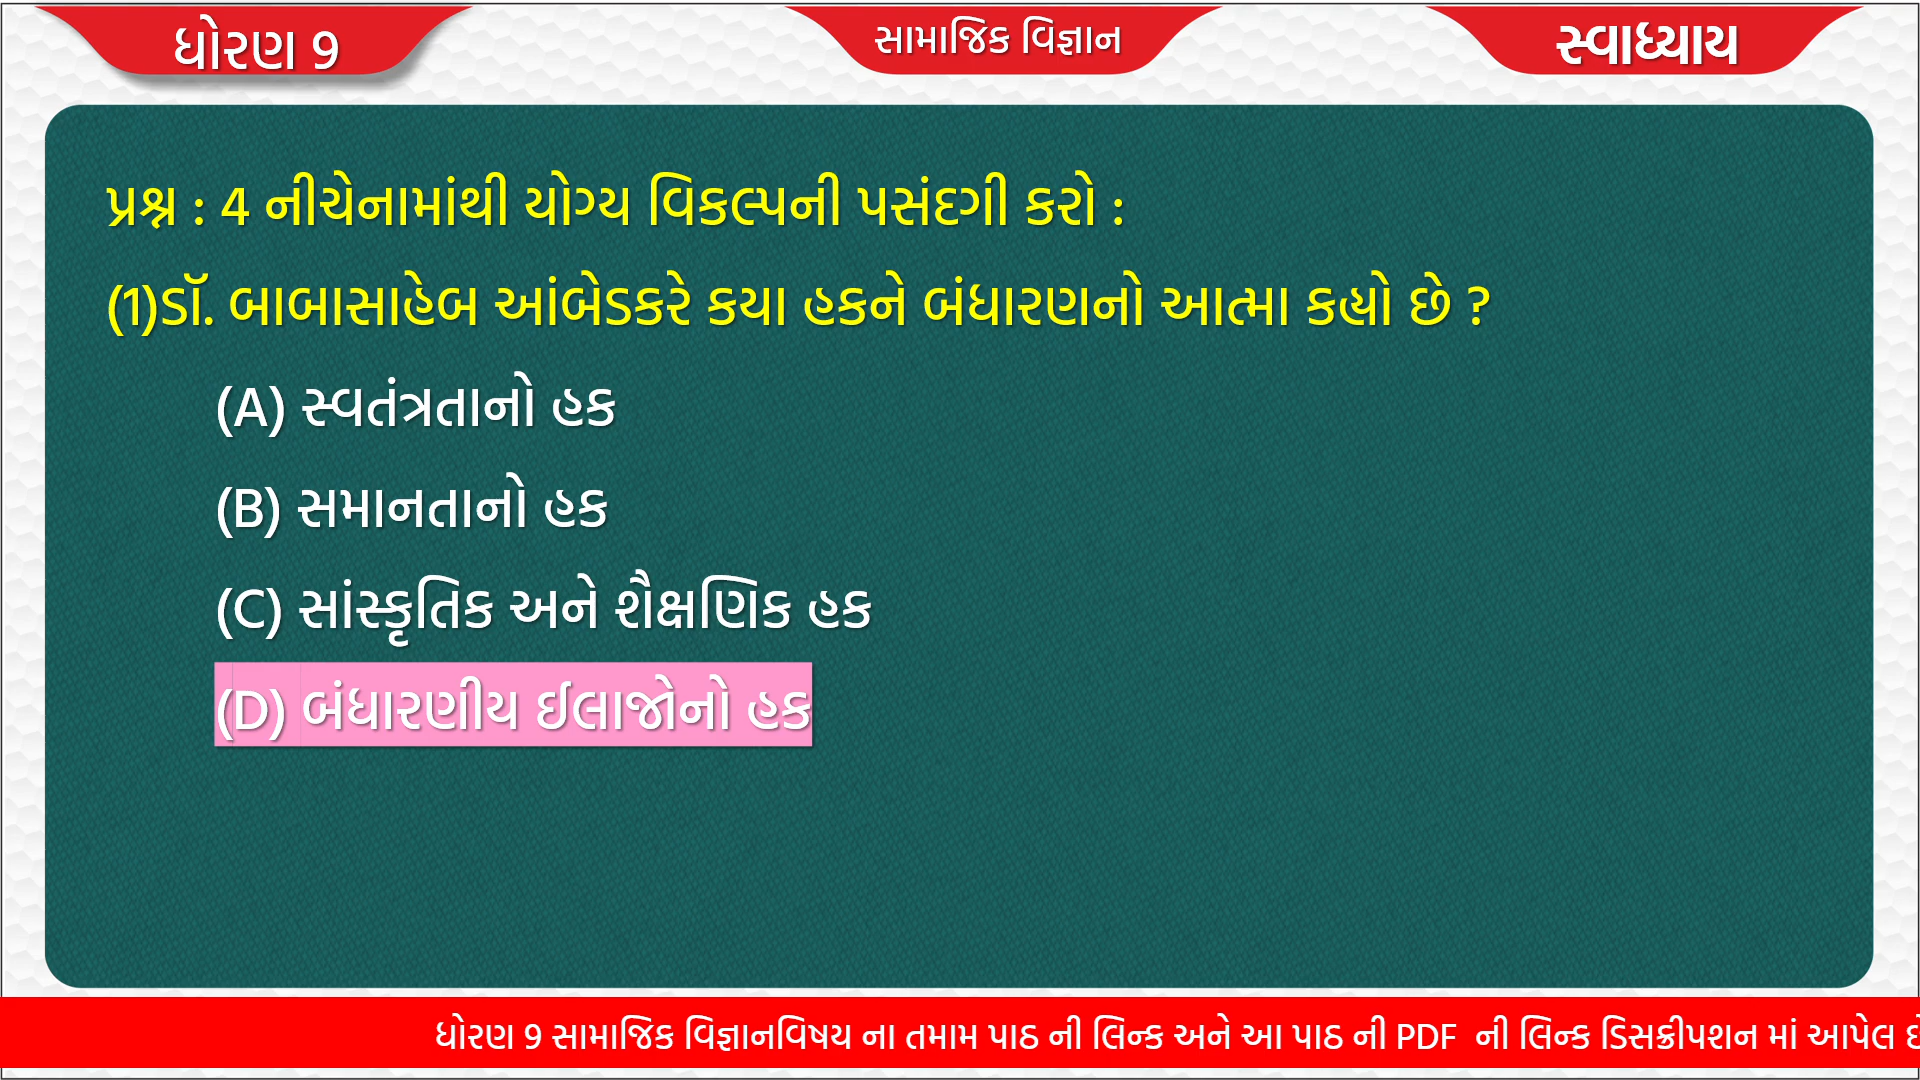 ધોરણ 9
સામાજિક વિજ્ઞાન
સ્વાધ્યાય
પ્રશ્ન : 4 નીચેનામાંથી યોગ્ય વિકલ્પની પસંદગી કરો :
(1)ડૉ. બાબાસાહેબ આંબેડકરે કયા હકને બંધારણનો આત્મા કહ્યો છે ?
(A) સ્વતંત્રતાનો હક
(B) સમાનતાનો હક
(C) સાંસ્કૃતિક અને શૈક્ષણિક હક
(D) બંધારણીય ઈલાજોનો હક
ધોરણ 9 સામાજિક વિજ્ઞાનવિષય ના તમામ પાઠ ની લિન્ક અને આ પાઠ ની PDF ની લિન્ક ડિસક્રીપશન માં આપેલ